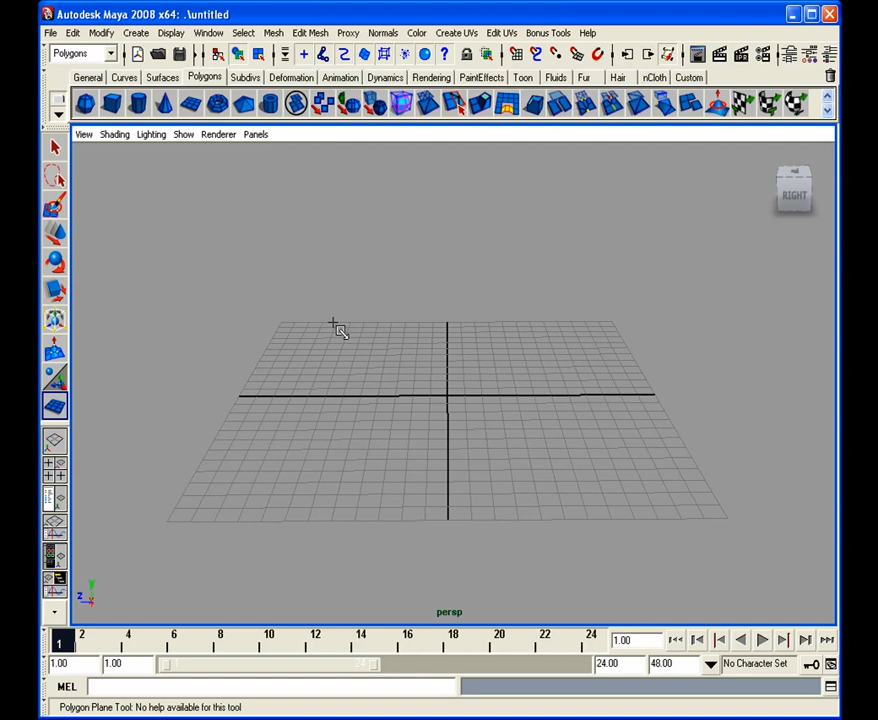 Autodesk Maya 2008 x64: .\untitled
File Edit Modify Create Display Window Select Mesh Edit Mesh Proxy Normals Color Create UVs Edit UVs Bonus Tools Help
Polygons
General Curves Surfaces Polygons Subdivs Deformation Animation Dynamics Rendering PaintEffects Toon Fluids Fur Hair nCloth Custom
View Shading Lighting Show Renderer Panels
RIGHT
y
z
persp
1 2 4 6 8 10 12 14 16 18 20 22 24
1.00
1.00 1.00 1 24 24.00 48.00 No Character Set
MEL
Polygon Plane Tool: No help available for this tool